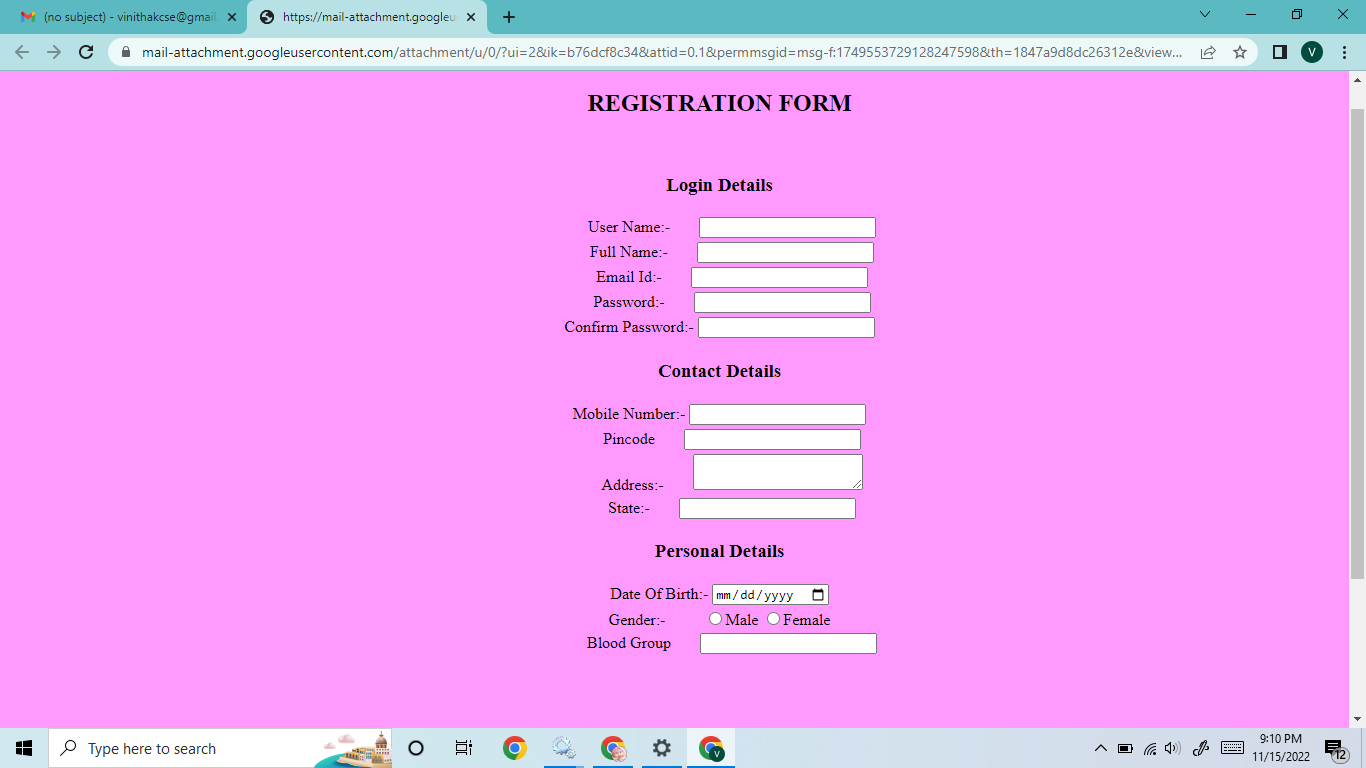 (no subject) - vinithakcse@gmail
https://mail-attachment.googleu
mail-attachment.googleusercontent.com/attachment/u/0/?ui=2&ik=b76dcf8c34&attid=0.1&permmsgid=msg-f:1749553729128247598&th=1847a9d8dc26312e&view...
V
REGISTRATION FORM
Login Details
User Name:-
Full Name:-
Email Id:-
Password:-
Confirm Password:-
Contact Details
Mobile Number:-
Pincode
Address:-
State:-
Personal Details
Date Of Birth:- mm/dd/yyyy
Gender:- Male Female
Blood Group
Type here to search
V
9:10 PM
11/15/2022
12